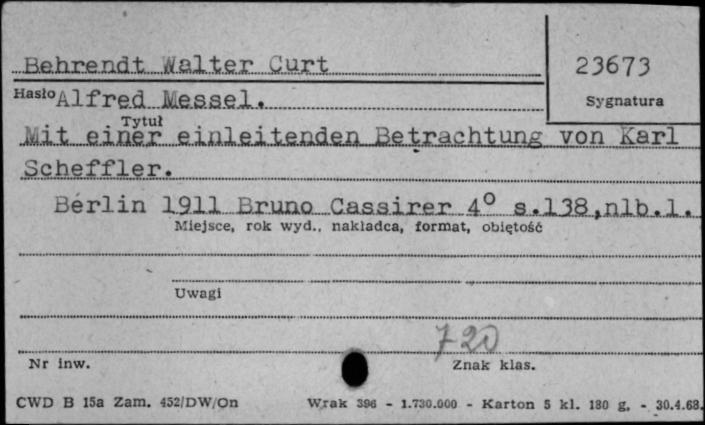 Behrendt Walter Curt
23673
Hasło Alfred Messel.
Sygnatura
Tytuł
Mit einer einleitenden Betrachtung von Karl
Scheffler.
Berlin 1911 Bruno Cassirer 4° s.138,nlb.1.
Miejsce, rok wyd., nakładca, format, obiętość
Uwagi
720
Nr inw.
Znak klas.
CWD B 15a Zam. 452/DW/On Wrak 396 - 1.730.000 - Karton 5 kl. 180 g. - 30.4.68.